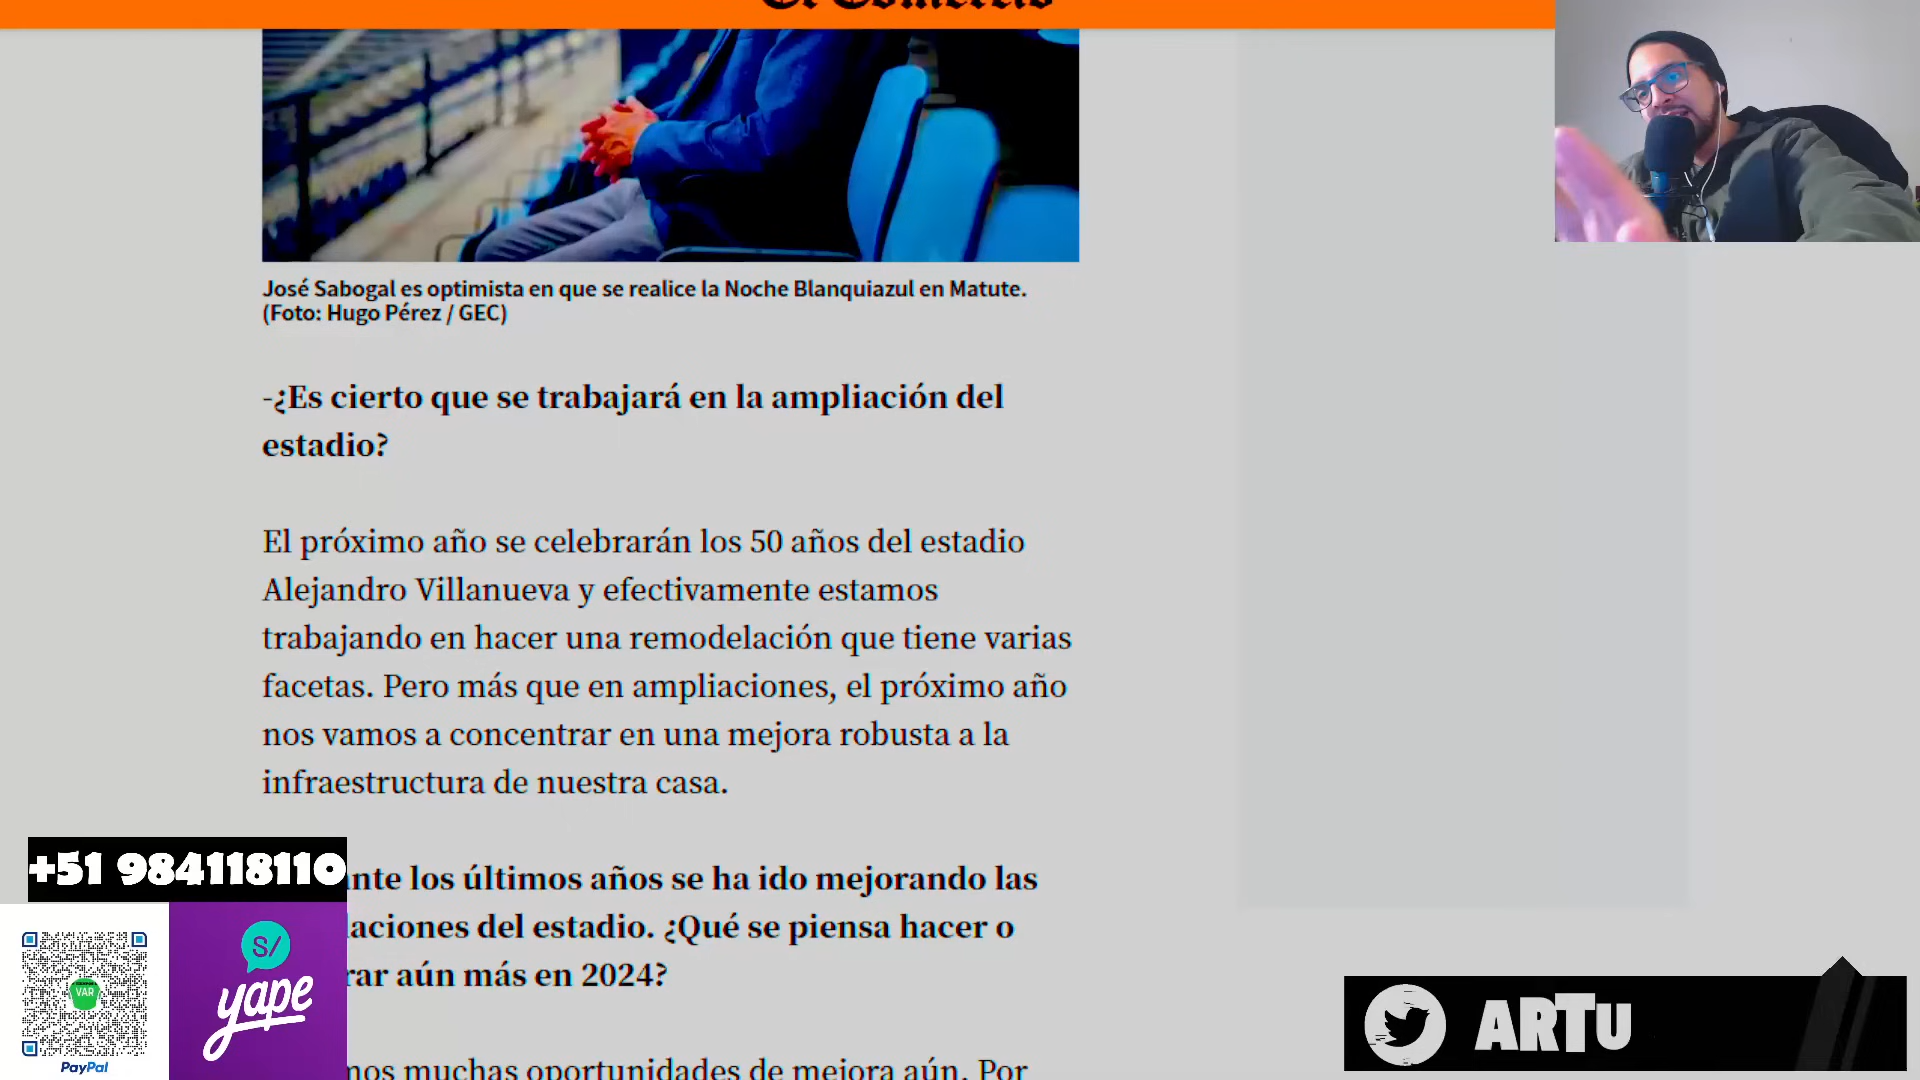 El Comercio
José Sabogal es optimista en que se realice la Noche Blanquiazul en Matute.
(Foto: Hugo Pérez / GEC)
-¿Es cierto que se trabajará en la ampliación del
estadio?
El próximo año se celebrarán los 50 años del estadio
Alejandro Villanueva y efectivamente estamos
trabajando en hacer una remodelación que tiene varias
facetas. Pero más que en ampliaciones, el próximo año
nos vamos a concentrar en una mejora robusta a la
infraestructura de nuestra casa.
los últimos años se ha ido mejorando las
del estadio. ¿Qué se piensa hacer o
aún más en 2024?
muchas oportunidades de mejora aún. Por
+51 984118110
VAR
PayPal
S/
yape
ARTu